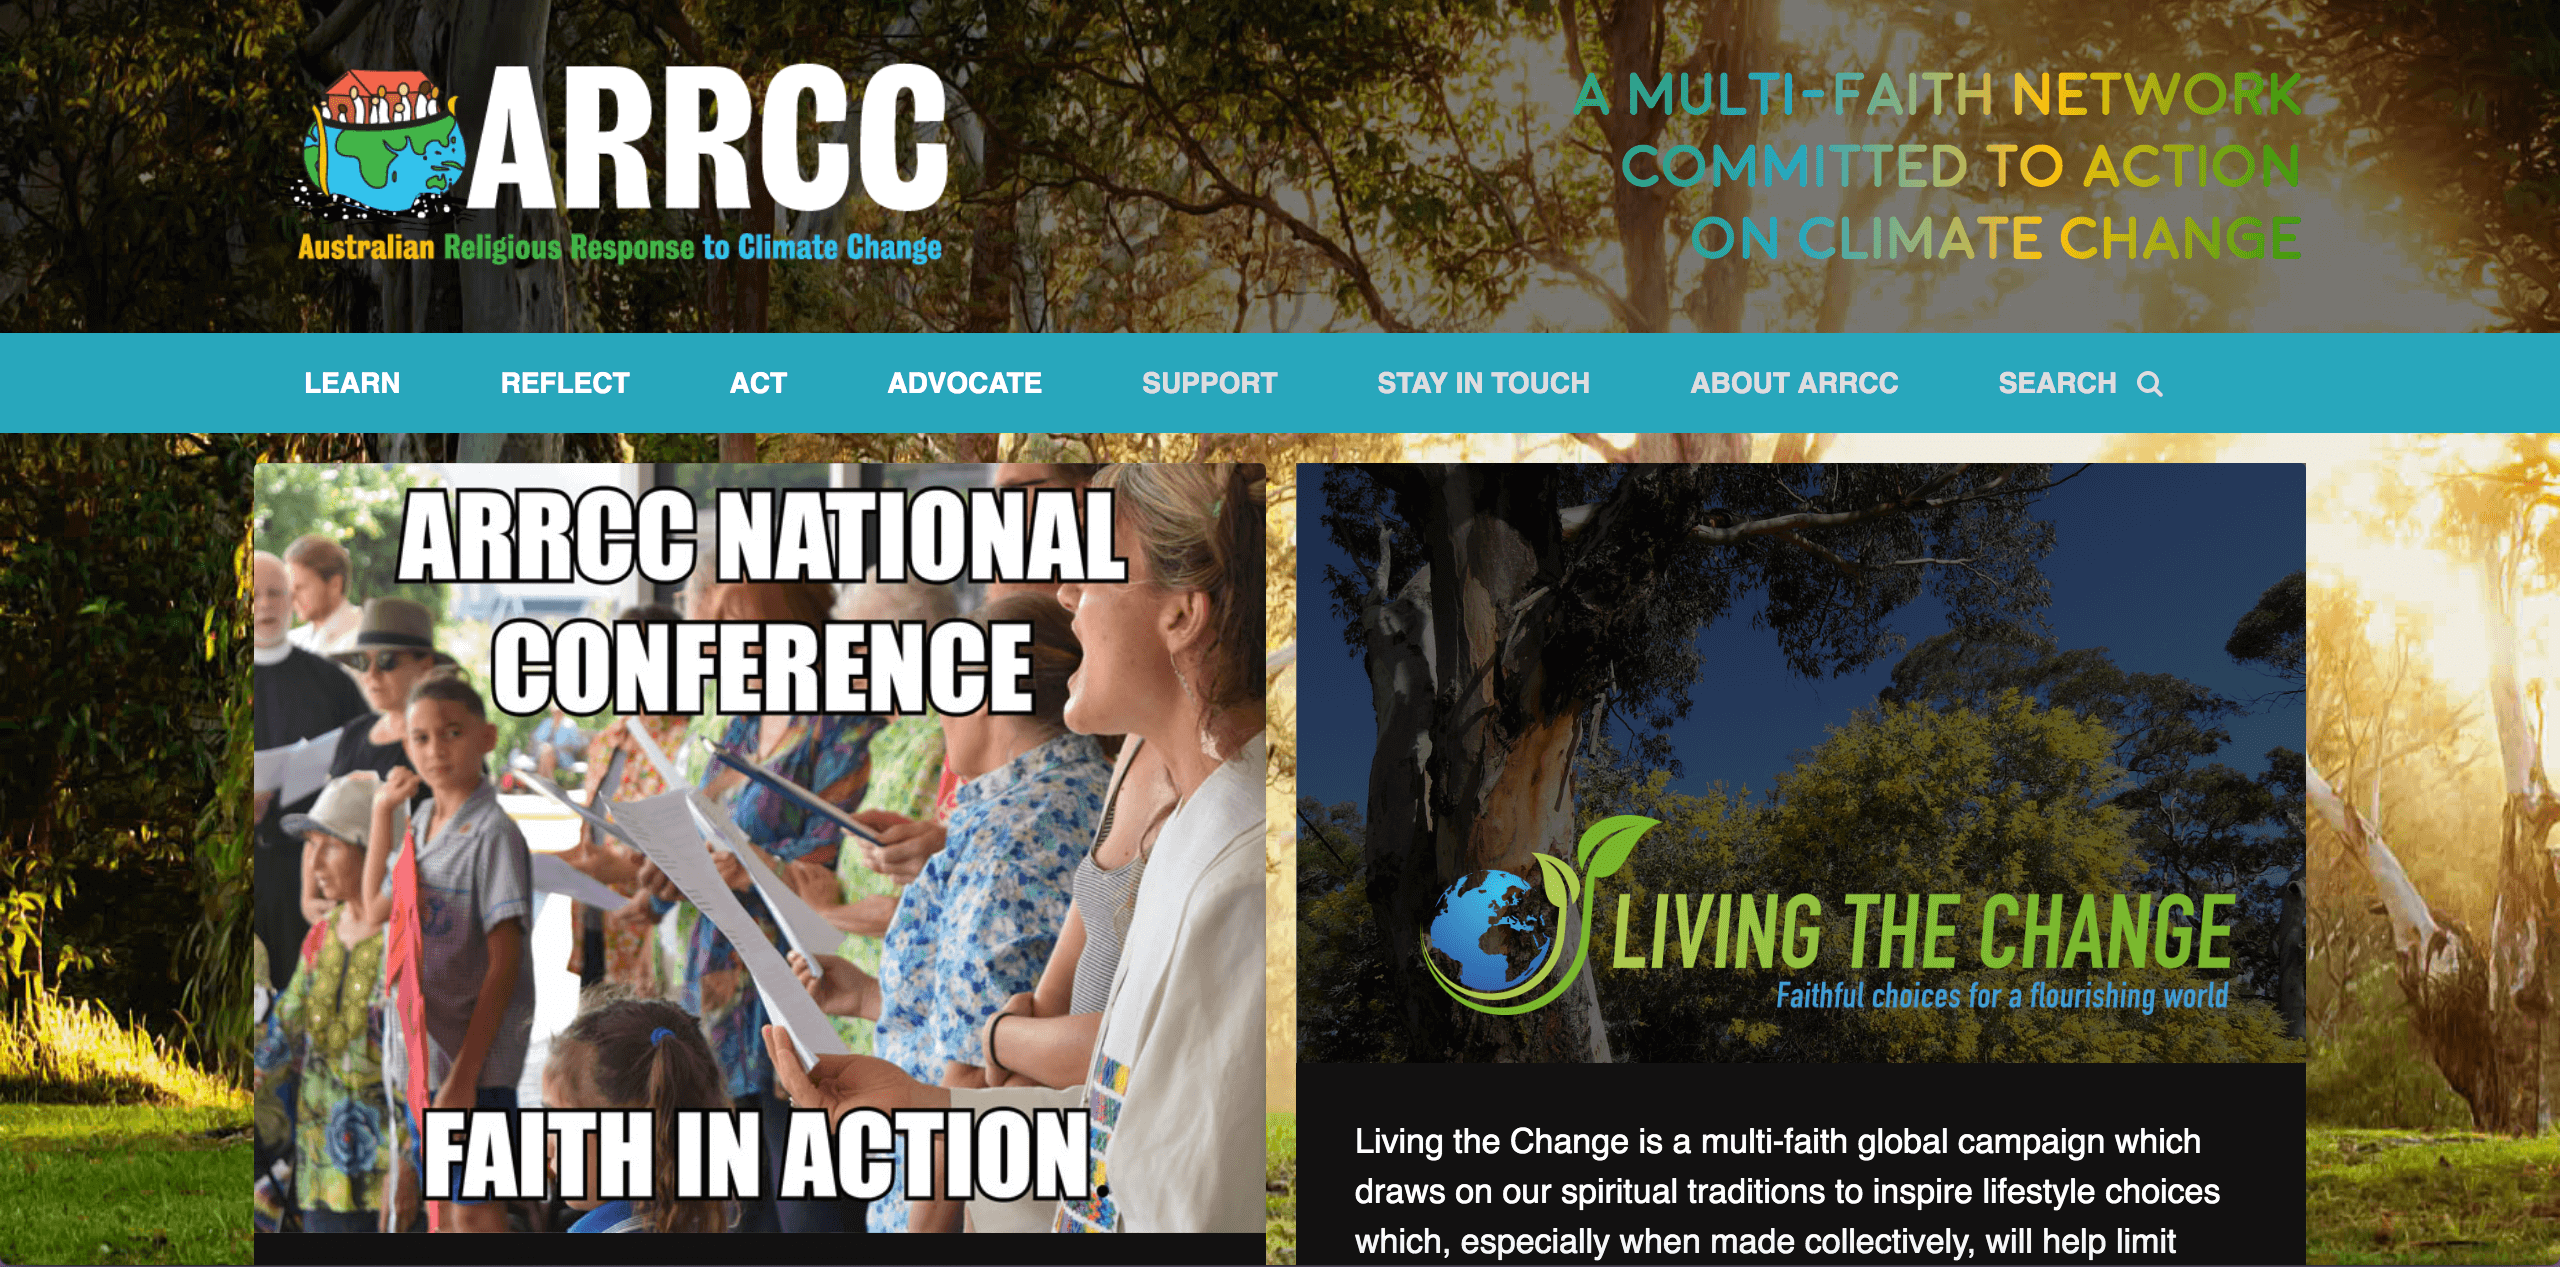 ARRCC
Australian Religious Response to Climate Change
A MULTI-FAITH NETWORK
COMMITTED TO ACTION
ON CLIMATE CHANGE
LEARN
REFLECT
ACT
ADVOCATE
SUPPORT
STAY IN TOUCH
ABOUT ARRCC
SEARCH
ARRCC NATIONAL
CONFERENCE
FAITH IN ACTION.
LIVING THE CHANGE
Faithful choices for a flourishing world
Living the Change is a multi-faith global campaign which
draws on our spiritual traditions to inspire lifestyle choices
which, especially when made collectively, will help limit